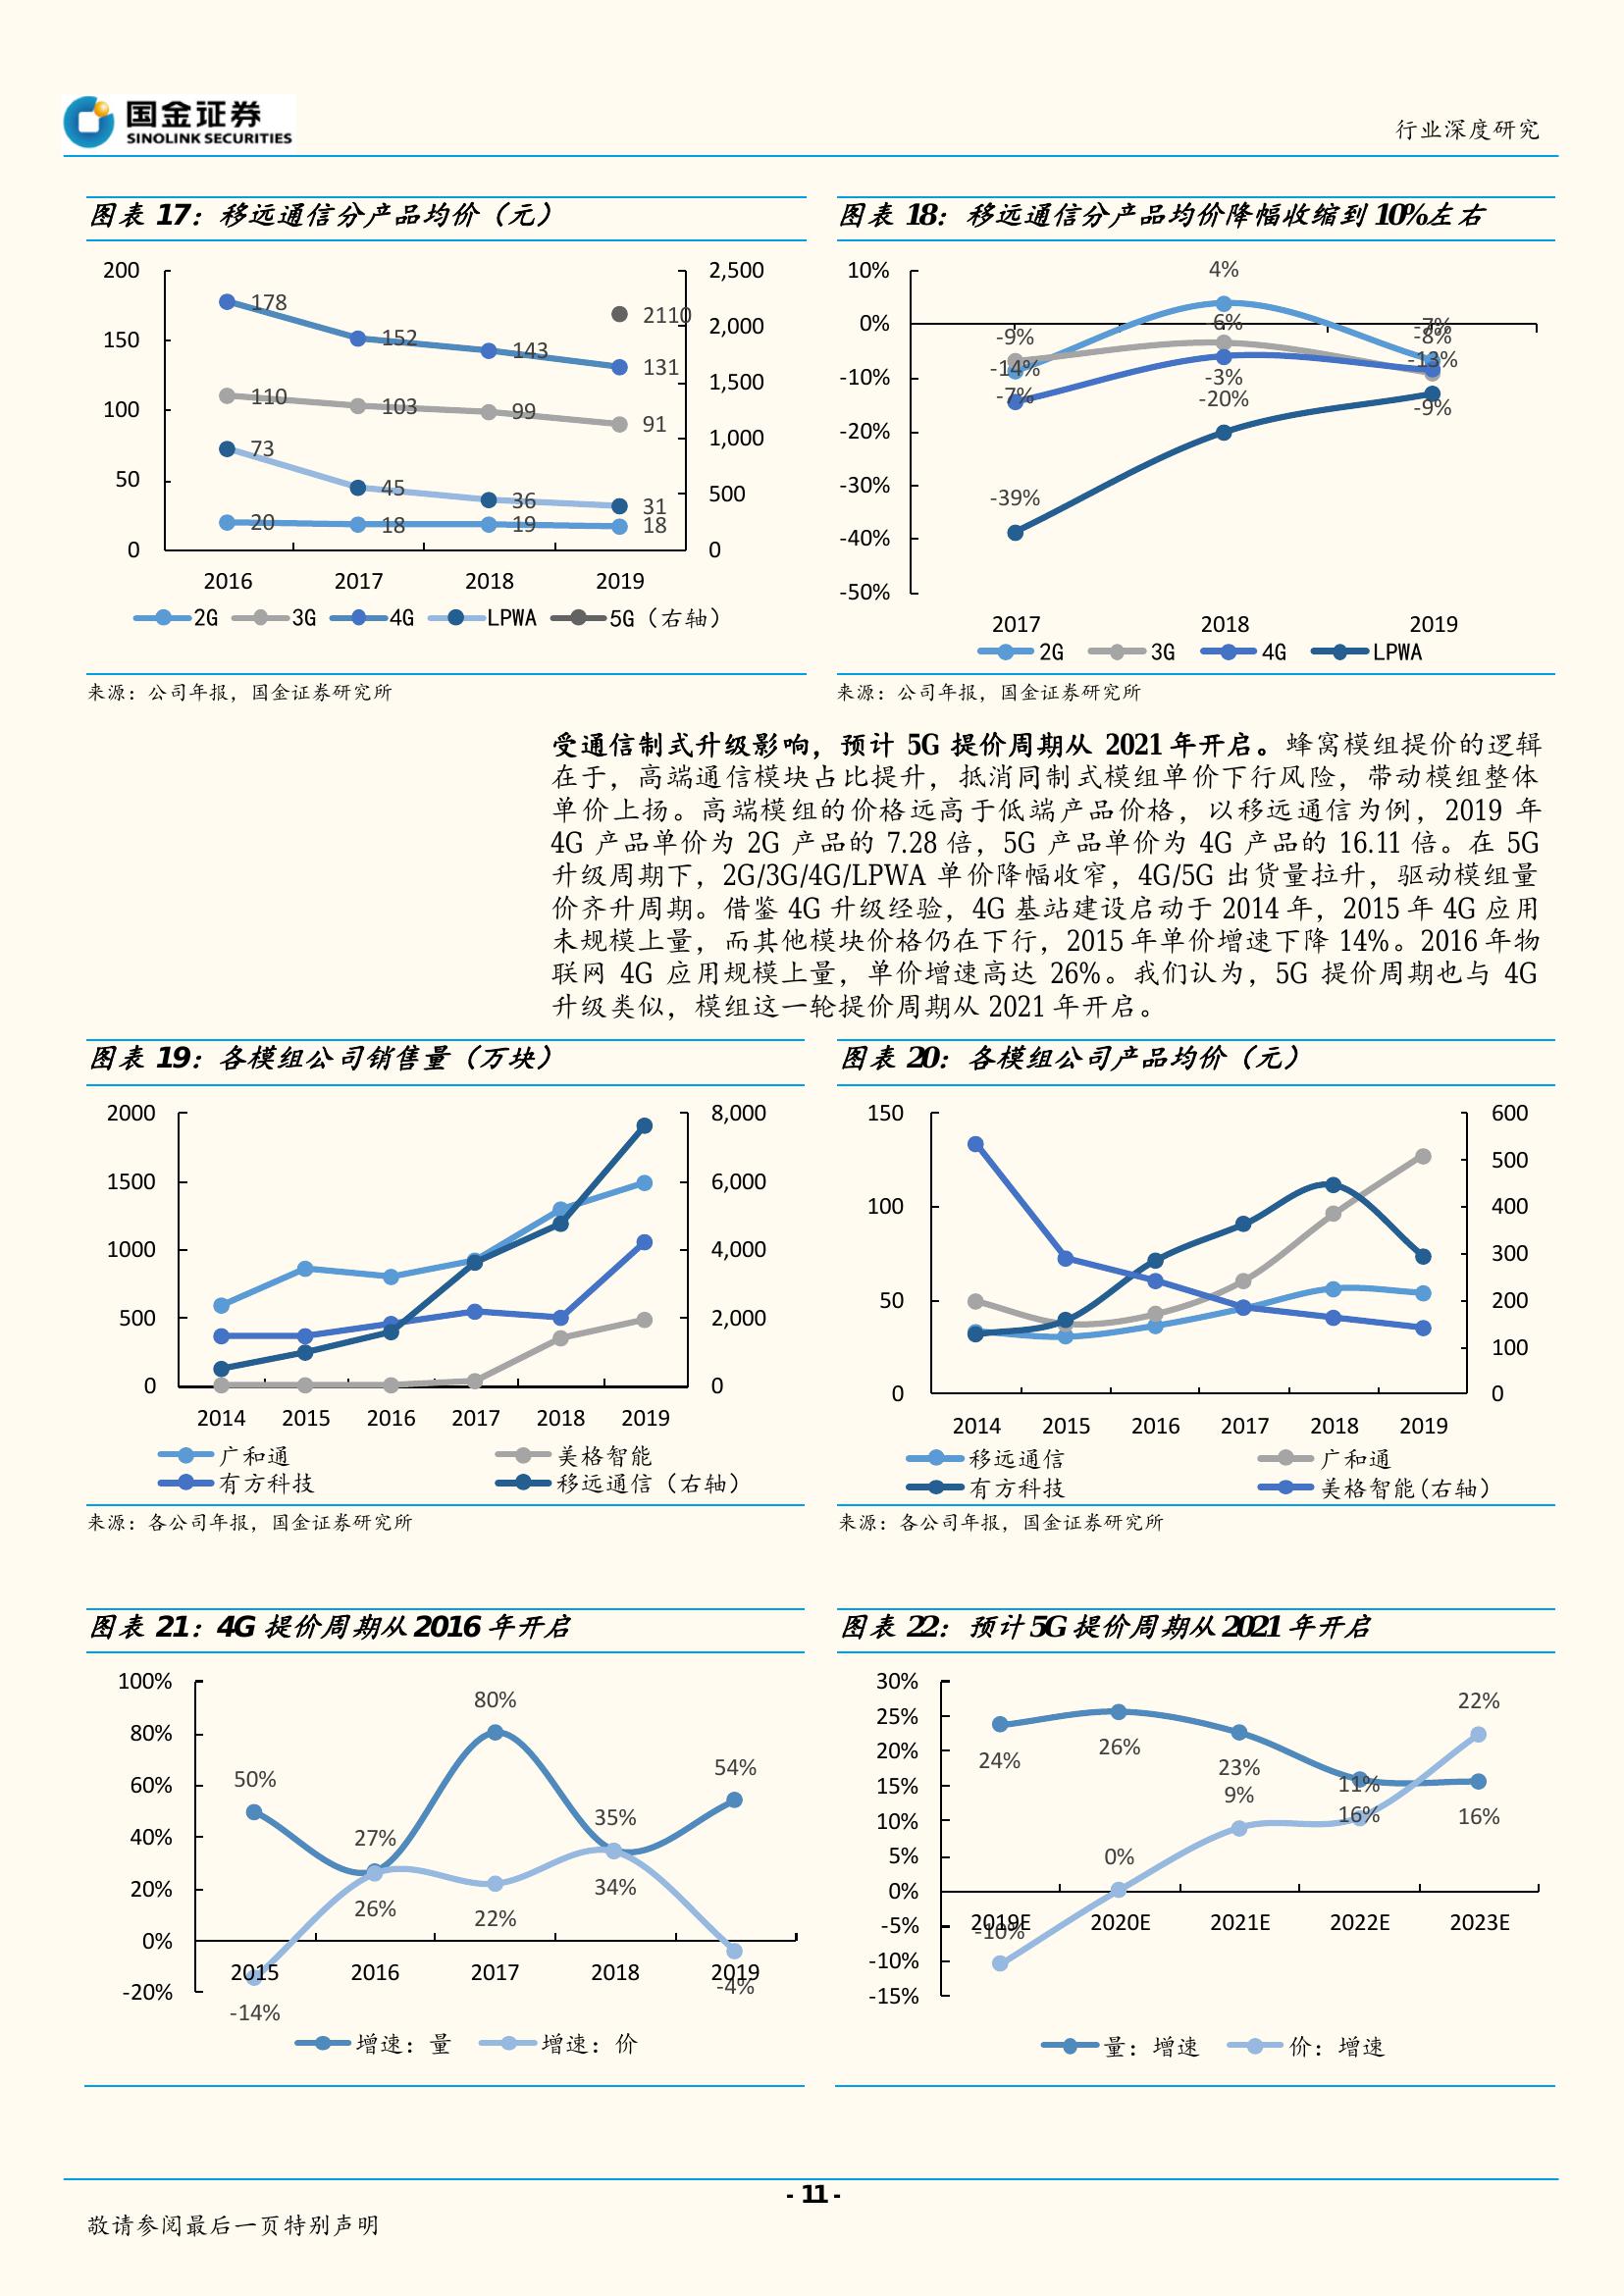 国金证券
SINOLINK SECURITIES
行业深度研究
图表 17：移远通信分产品均价（元）
200
150
100
50
0
2,500
2,000
1,500
1,000
500
0
178
152
143
131
110
103
99
91
73
45
36
31
20
18
19
18
2110
2016 2017 2018 2019
2G 3G 4G LPWA 5G（右轴）
来源：公司年报，国金证券研究所
图表 18：移远通信分产品均价降幅收缩到 10%左右
10%
0%
-10%
-20%
-30%
-40%
-50%
4%
-9%
-6%
-7%
-8%
-14%
-13%
-7%
-3%
-20%
-9%
-39%
2017 2018 2019
2G 3G 4G LPWA
来源：公司年报，国金证券研究所
受通信制式升级影响，预计 5G 提价周期从 2021 年开启。蜂窝模组提价的逻辑
在于，高端通信模块占比提升，抵消同制式模组单价下行风险，带动模组整体
单价上扬。高端模组的价格远高于低端产品价格，以移远通信为例，2019 年
4G 产品单价为 2G 产品的 7.28 倍，5G 产品单价为 4G 产品的 16.11 倍。在 5G
升级周期下，2G/3G/4G/LPWA 单价降幅收窄，4G/5G 出货量拉升，驱动模组量
价齐升周期。借鉴 4G 升级经验，4G 基站建设启动于 2014 年，2015 年 4G 应用
未规模上量，而其他模块价格仍在下行，2015 年单价增速下降 14%。2016 年物
联网 4G 应用规模上量，单价增速高达 26%。我们认为，5G 提价周期也与 4G
升级类似，模组这一轮提价周期从 2021 年开启。
图表 19：各模组公司销售量（万块）
2000
1500
1000
500
0
8,000
6,000
4,000
2,000
0
2014 2015 2016 2017 2018 2019
广和通 美格智能
有方科技 移远通信（右轴）
来源：各公司年报，国金证券研究所
图表 20：各模组公司产品均价（元）
150
100
50
0
600
500
400
300
200
100
0
2014 2015 2016 2017 2018 2019
移远通信 广和通
有方科技 美格智能(右轴)
来源：各公司年报，国金证券研究所
图表 21：4G 提价周期从 2016 年开启
100%
80%
60%
40%
20%
0%
-20%
50%
27%
80%
35%
54%
-14%
26%
22%
34%
-4%
2015 2016 2017 2018 2019
增速：量 增速：价
图表 22：预计 5G 提价周期从 2021 年开启
30%
25%
20%
15%
10%
5%
0%
-5%
-10%
-15%
24%
26%
23%
16%
16%
-10%
0%
9%
11%
22%
2019E 2020E 2021E 2022E 2023E
量：增速 价：增速
- 11 -
敬请参阅最后一页特别声明